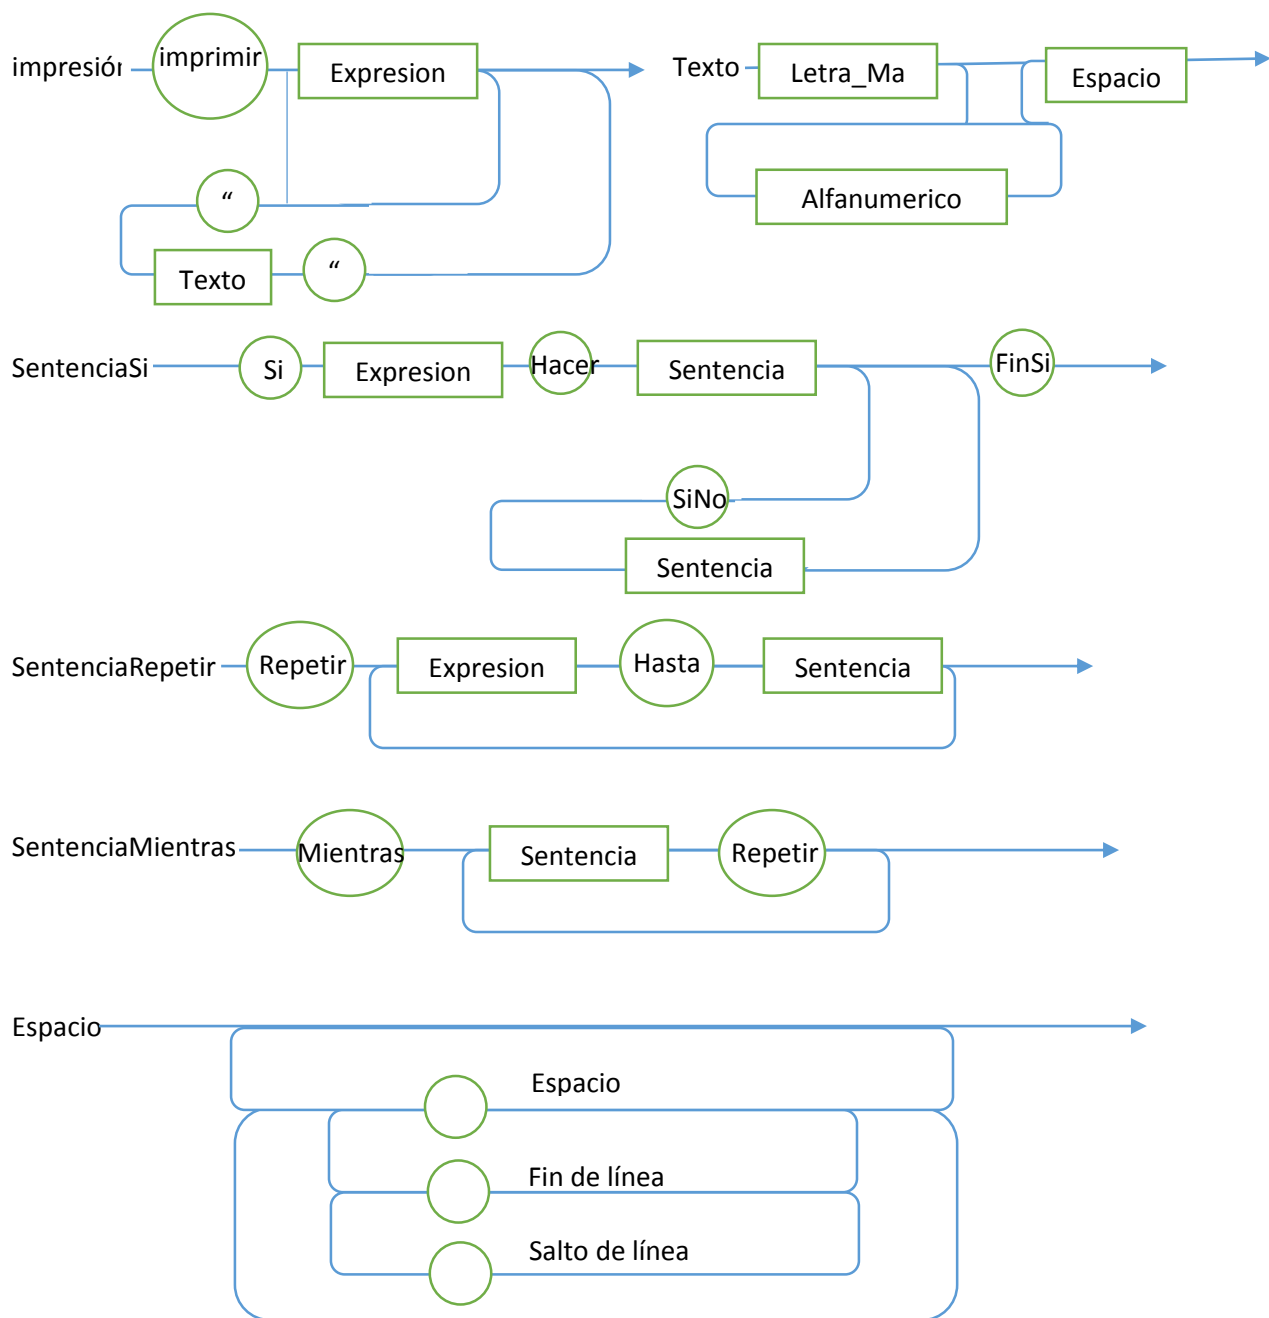 impresión imprimir Expresion
“
Texto “
Texto Letra_Ma Espacio
Alfanumerico
SentenciaSi Si Expresion Hacer Sentencia FinSi
SiNo
Sentencia
SentenciaRepetir Repetir Expresion Hasta Sentencia
SentenciaMientras Mientras Sentencia Repetir
Espacio
Espacio
Fin de línea
Salto de línea